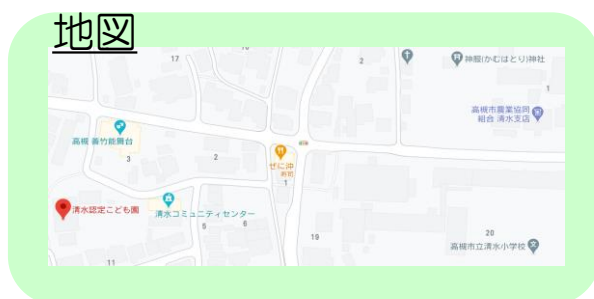 地図
16
17
2
神服(かむはとり)神社
1
高槻市農業協同
組合 清水支店
高槻 義竹能舞台
3
2
ぜに沖
寿司
1
清水認定こども園
清水コミュニティセンター
5
6
19
20
高槻市立清水小学校
11